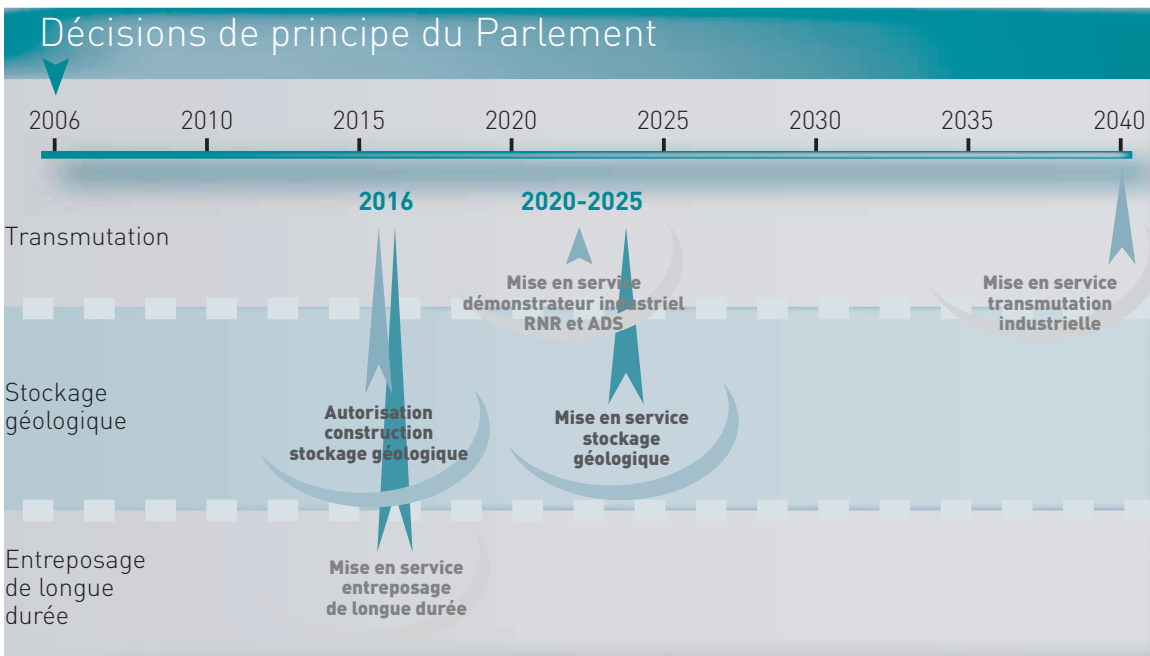 Décisions de principe du Parlement
2006 2010 2015 2020 2025 2030 2035 2040
2016 2020-2025
Transmutation
Mise en service
démonstrateur industriel
RNR et ADS
Mise en service
transmutation
industrielle
Stockage
géologique
Autorisation
construction
stockage géologique
Mise en service
stockage
géologique
Entreposage
de longue
durée
Mise en service
entreposage
de longue durée